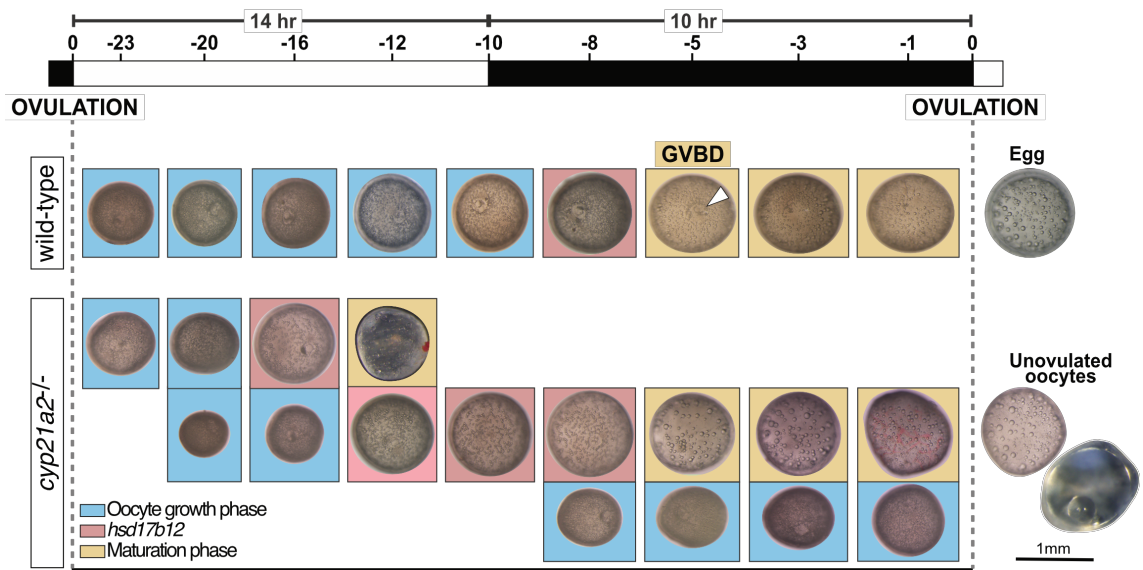 14 hr 10 hr
0 -23 -20 -16 -12 -10 -8 -5 -3 -1 0
OVULATION OVULATION
GVBD
Egg
wild-type
cyp21a2-/-
Unovulated
oocytes
Oocyte growth phase
hsd17b12
Maturation phase
1mm